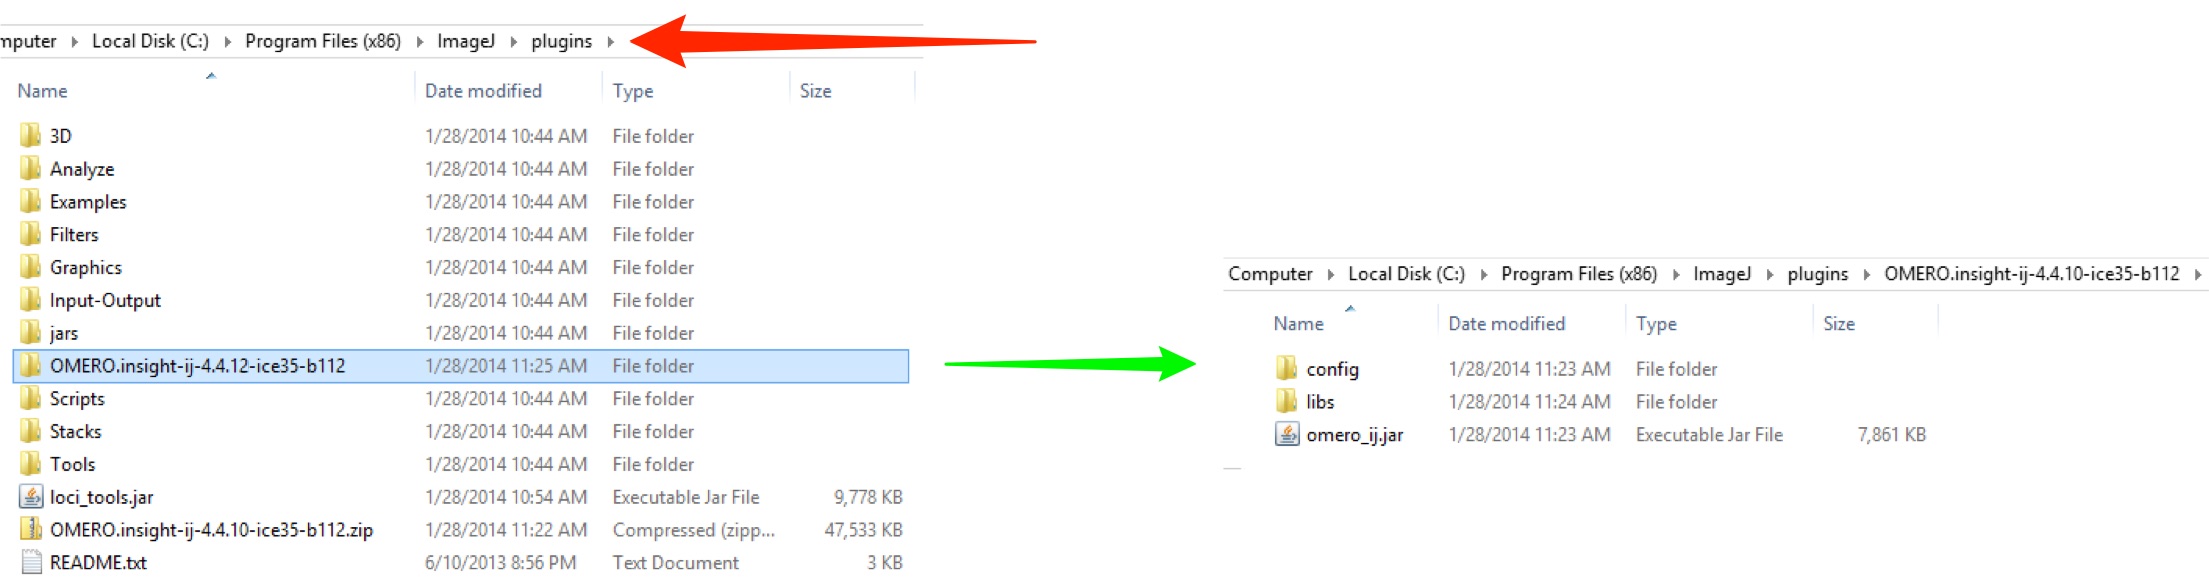 mputer ▸ Local Disk (C:) ▸ Program Files (x86) ▸ ImageJ ▸ plugins ▸
Name Date modified Type Size
3D 1/28/2014 10:44 AM File folder
Analyze 1/28/2014 10:44 AM File folder
Examples 1/28/2014 10:44 AM File folder
Filters 1/28/2014 10:44 AM File folder
Graphics 1/28/2014 10:44 AM File folder
Input-Output 1/28/2014 10:44 AM File folder
jars 1/28/2014 10:44 AM File folder
OMERO.insight-ij-4.4.12-ice35-b112 1/28/2014 11:25 AM File folder
Scripts 1/28/2014 10:44 AM File folder
Stacks 1/28/2014 10:44 AM File folder
Tools 1/28/2014 10:44 AM File folder
loci_tools.jar 1/28/2014 10:54 AM Executable Jar File 9,778 KB
OMERO.insight-ij-4.4.10-ice35-b112.zip 1/28/2014 11:22 AM Compressed (zipp... 47,533 KB
README.txt 6/10/2013 8:56 PM Text Document 3 KB
Computer ▸ Local Disk (C:) ▸ Program Files (x86) ▸ ImageJ ▸ plugins ▸ OMERO.insight-ij-4.4.10-ice35-b112 ▸
Name Date modified Type Size
config 1/28/2014 11:23 AM File folder
libs 1/28/2014 11:24 AM File folder
omero_ij.jar 1/28/2014 11:23 AM Executable Jar File 7,861 KB